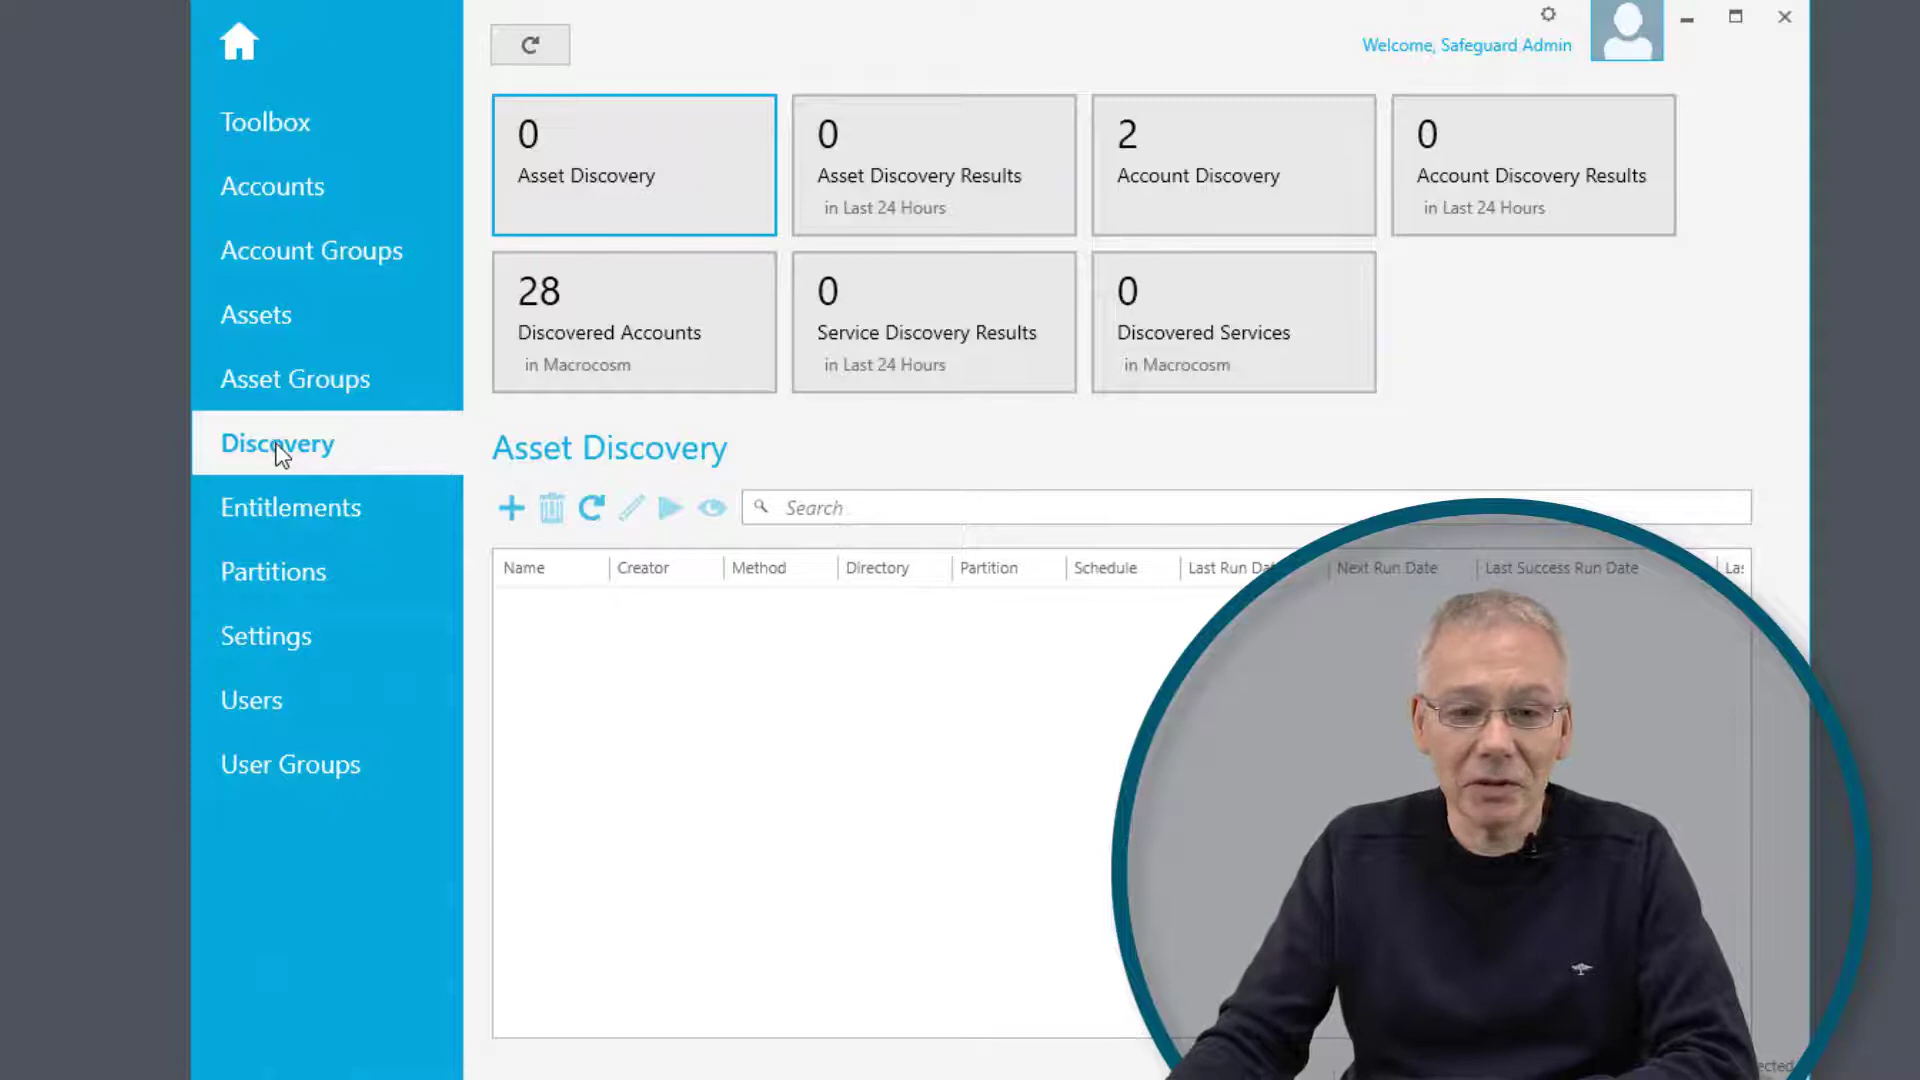 Welcome, Safeguard Admin
Toolbox
Accounts
Account Groups
Assets
Asset Groups
Discovery
Entitlements
Partitions
Settings
Users
User Groups
0
Asset Discovery
0
Asset Discovery Results
in Last 24 Hours
2
Account Discovery
0
Account Discovery Results
in Last 24 Hours
28
Discovered Accounts
in Macrocosm
0
Service Discovery Results
in Last 24 Hours
0
Discovered Services
in Macrocosm
Asset Discovery
Search
Name Creator Method Directory Partition Schedule Last Run Next Run Date Last Success Run Date